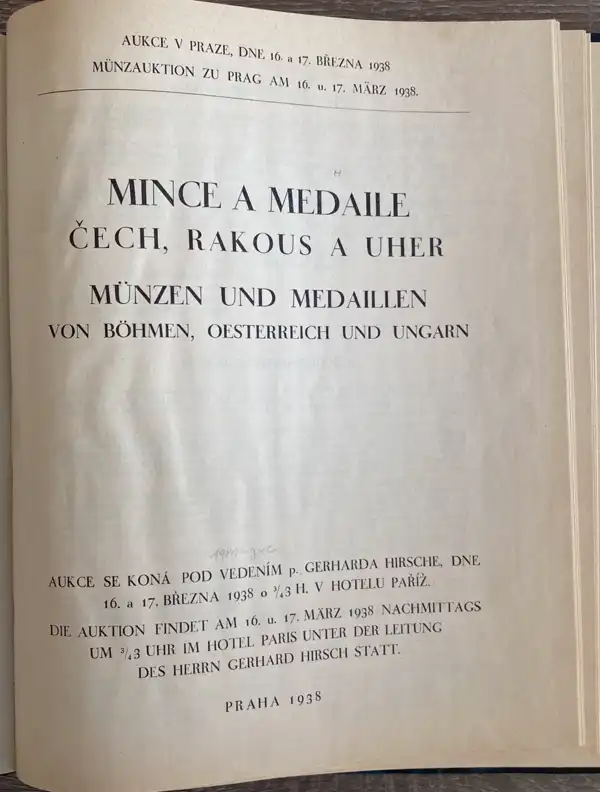 AUKCE V PRAZE, DNE 16. a 17. BŘEZNA 1938
MÜNZAUKTION ZU PRAG AM 16. u. 17. MÄRZ 1938.
MINCE A MEDAILE
ČECH, RAKOUS A UHER
MÜNZEN UND MEDAILLEN
VON BÖHMEN, OESTERREICH UND UNGARN
AUKCE SE KONÁ POD VEDENÍM p. GERHARDA HIRSCHE, DNE
16. a 17. BŘEZNA 1938 o ¾3 H. V HOTELU PAŘÍŽ.
DIE AUKTION FINDET AM 16. u. 17. MÄRZ 1938 NACHMITTAGS
UM ¾3 UHR IM HOTEL PARIS UNTER DER LEITUNG
DES HERRN GERHARD HIRSCH STATT.
PRAHA 1938